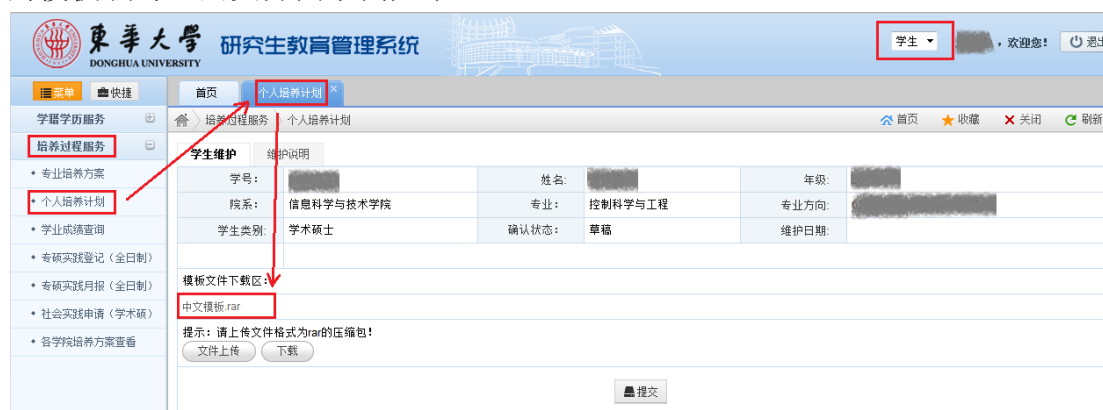 東華大學
DONGHUA UNIVERSITY
研究生教育管理系统
学生
，欢迎您！
退出
菜单
快捷
首页
个人培养计划
学籍学历服务
培养过程服务
个人培养计划
首页
收藏
关闭
刷新
培养过程服务
专业培养方案
个人培养计划
学业成绩查询
专硕实践登记（全日制）
专硕实践月报（全日制）
社会实践申请（学术硕）
各学院培养方案查看
学生维护
维护说明
学号：
姓名:
年级:
院系：
信息科学与技术学院
专业：
控制科学与工程
专业方向:
学生类别:
学术硕士
确认状态：
草稿
维护日期:
模板文件下载区：
中文模板.rar
提示：请上传文件格式为rar的压缩包！
文件上传
下载
提交